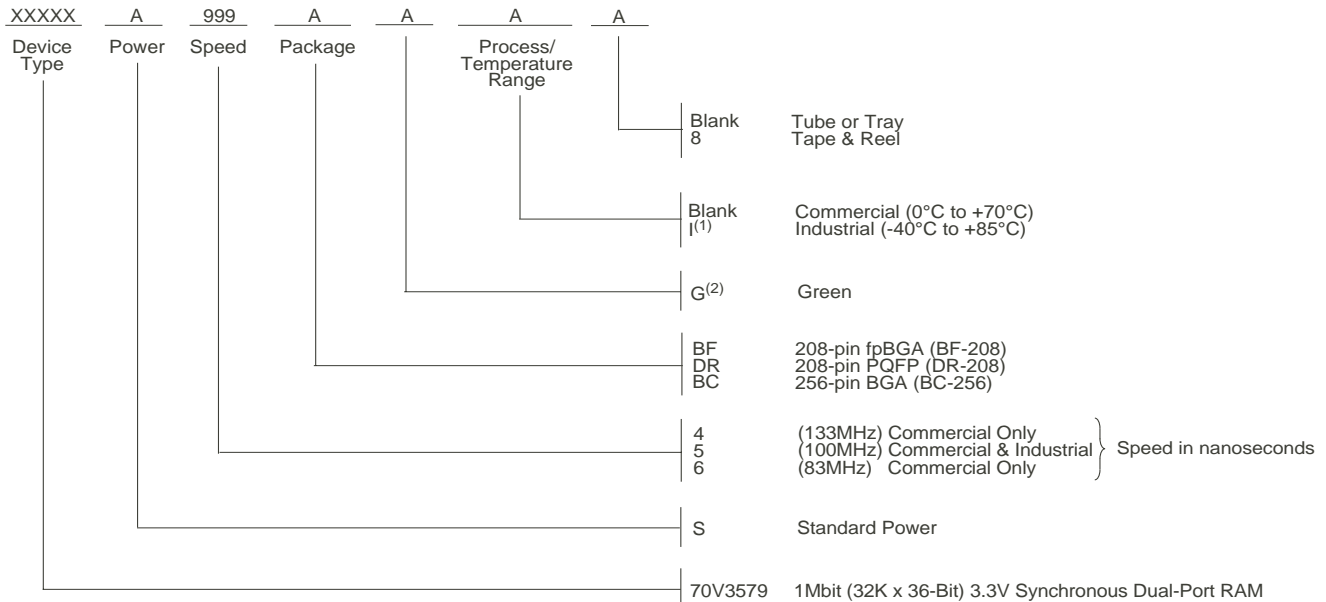 XXXXX A 999 A A A A
Device Type Power Speed Package Process/ Temperature Range
Blank Tube or Tray
8 Tape & Reel
Blank Commercial (0°C to +70°C)
I(1) Industrial (-40°C to +85°C)
G(2) Green
BF 208-pin fpBGA (BF-208)
DR 208-pin PQFP (DR-208)
BC 256-pin BGA (BC-256)
4 (133MHz) Commercial Only
5 (100MHz) Commercial & Industrial Speed in nanoseconds
6 (83MHz) Commercial Only
S Standard Power
70V3579 1Mbit (32K x 36-Bit) 3.3V Synchronous Dual-Port RAM